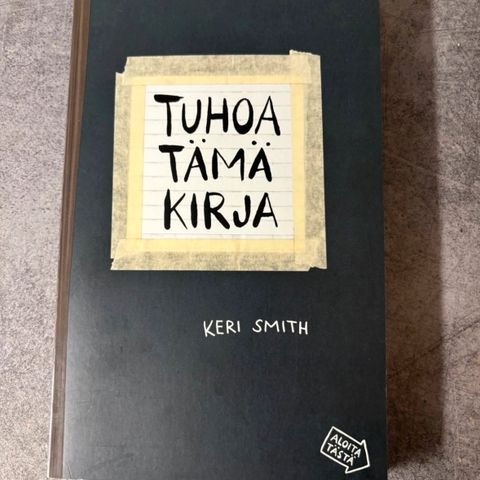 TUHOA
TÄMÄ
KIRJA
KERI SMITH
ALOITA
TÄSTÄ